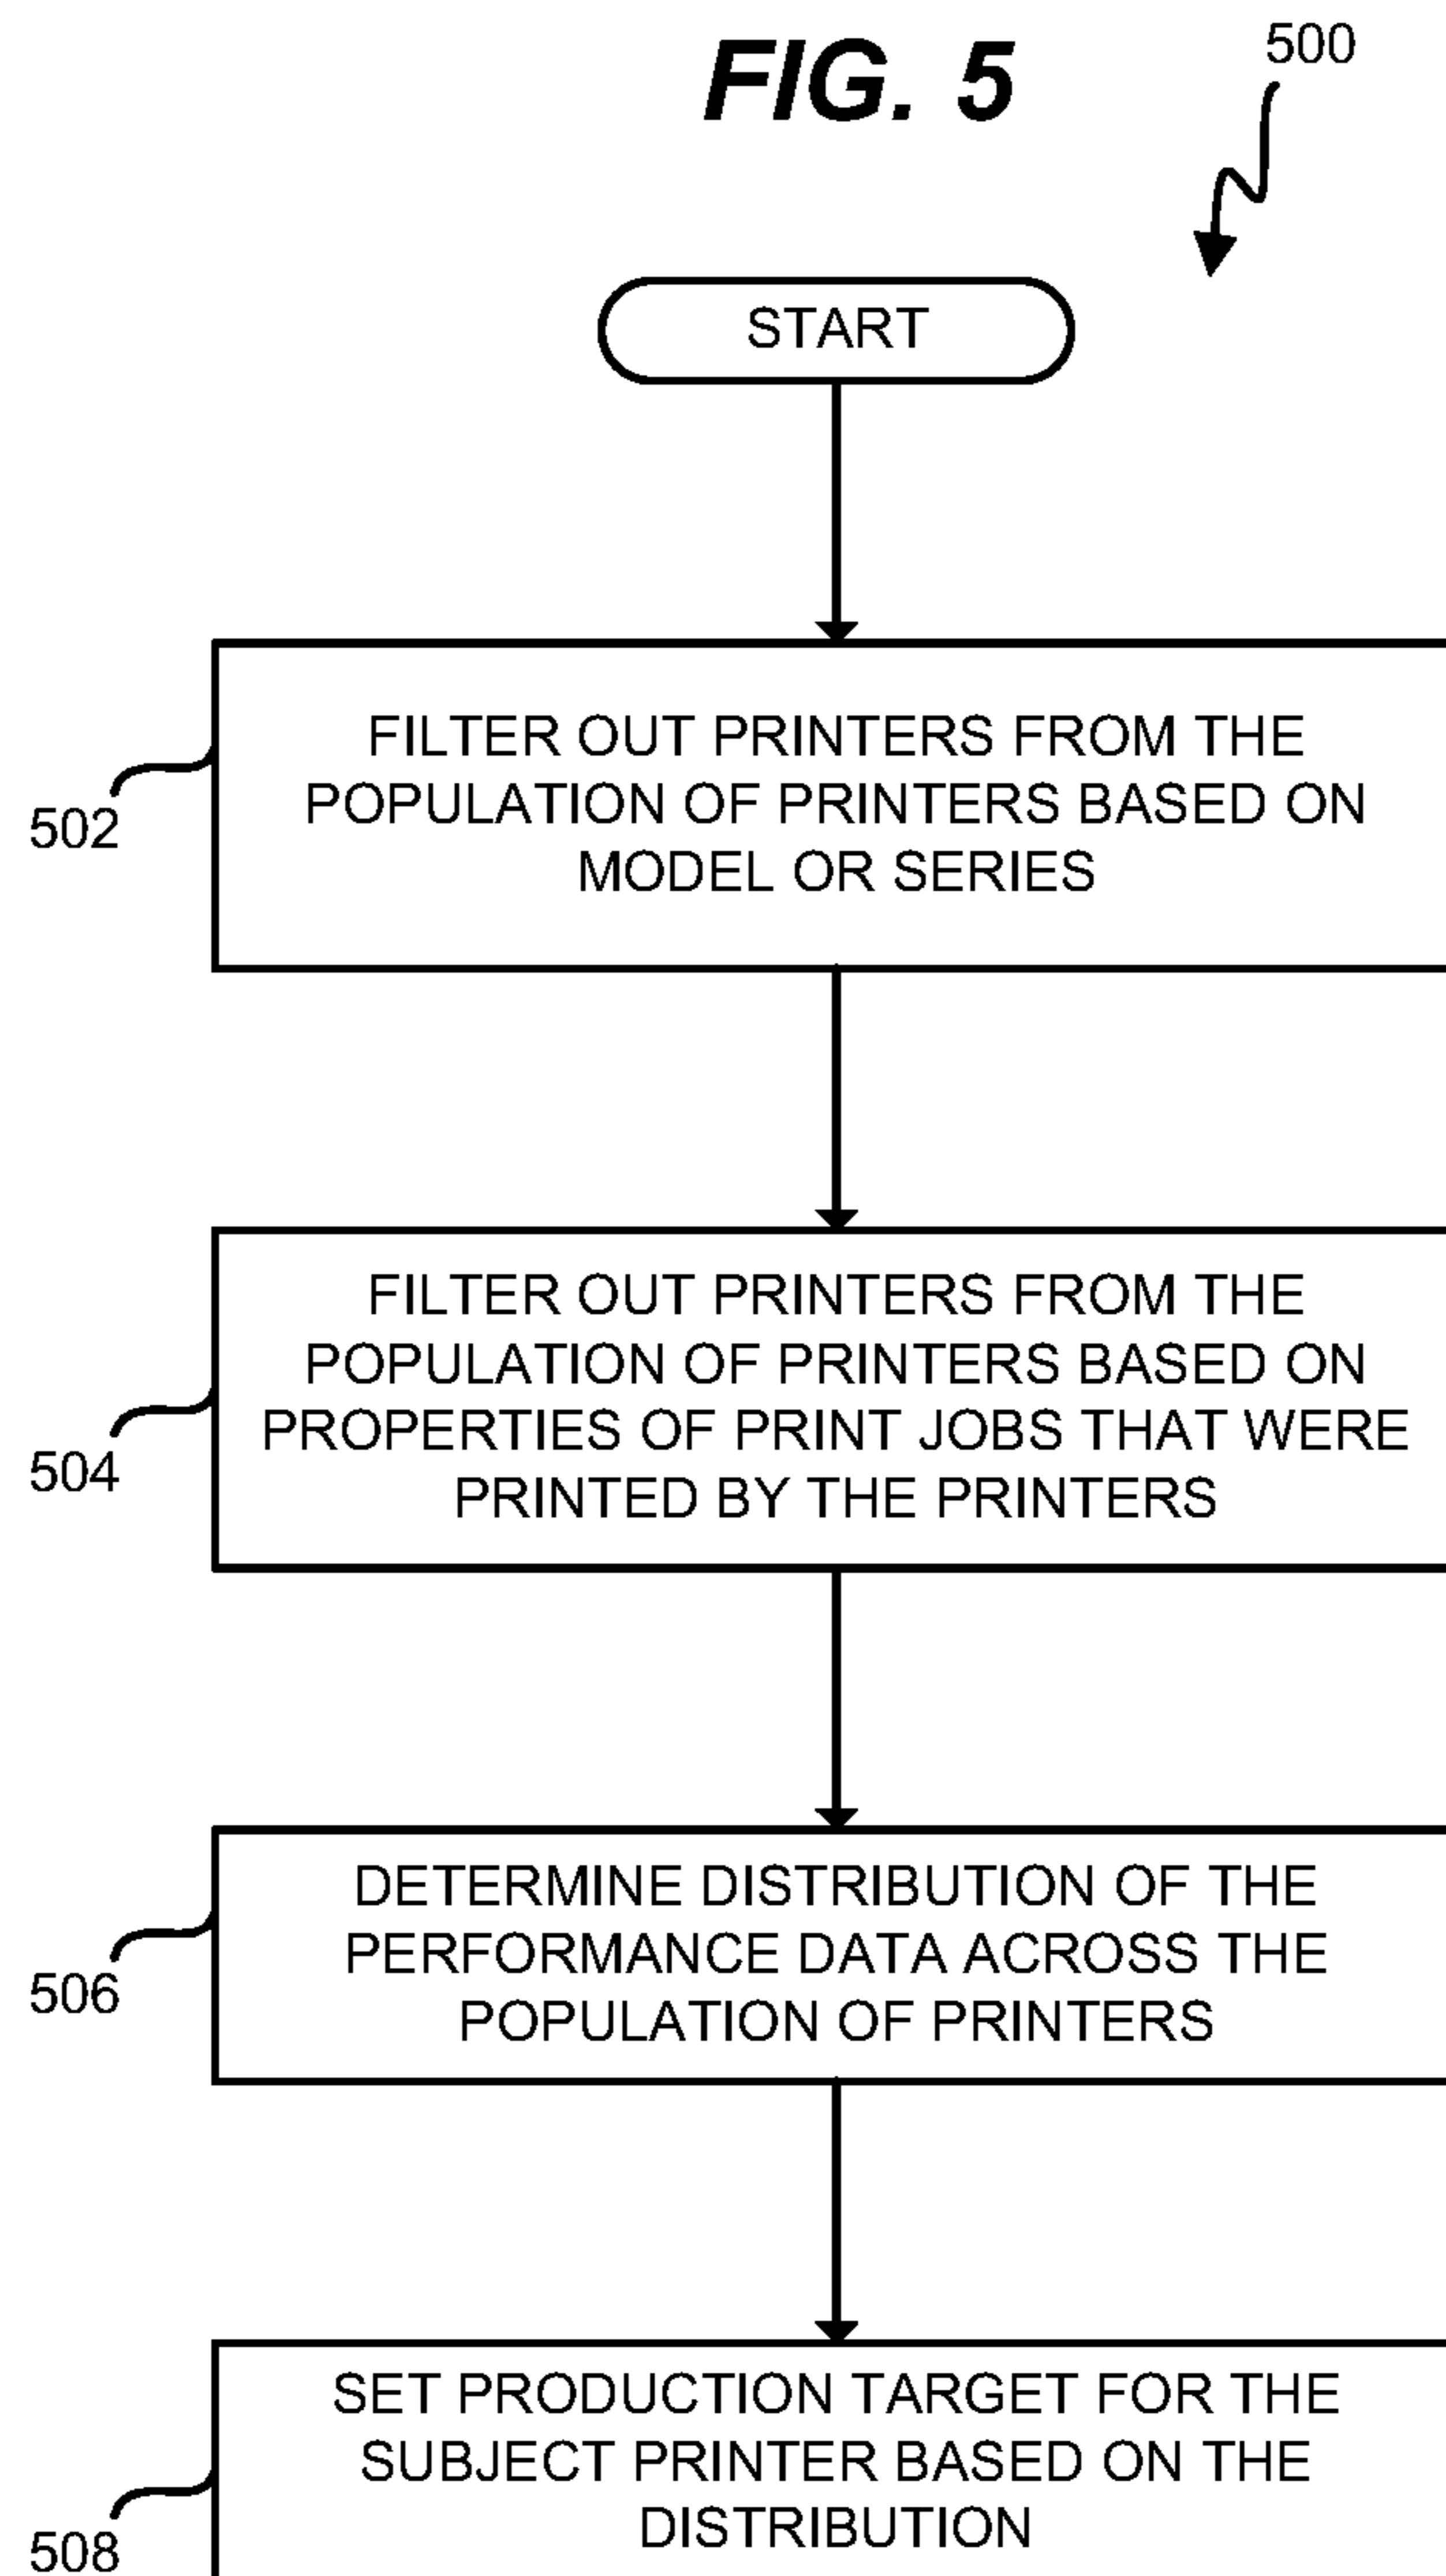 FIG. 5
500
START
FILTER OUT PRINTERS FROM THE
POPULATION OF PRINTERS BASED ON
MODEL OR SERIES
502
FILTER OUT PRINTERS FROM THE
POPULATION OF PRINTERS BASED ON
PROPERTIES OF PRINT JOBS THAT WERE
PRINTED BY THE PRINTERS
504
DETERMINE DISTRIBUTION OF THE
PERFORMANCE DATA ACROSS THE
POPULATION OF PRINTERS
506
SET PRODUCTION TARGET FOR THE
SUBJECT PRINTER BASED ON THE
DISTRIBUTION
508